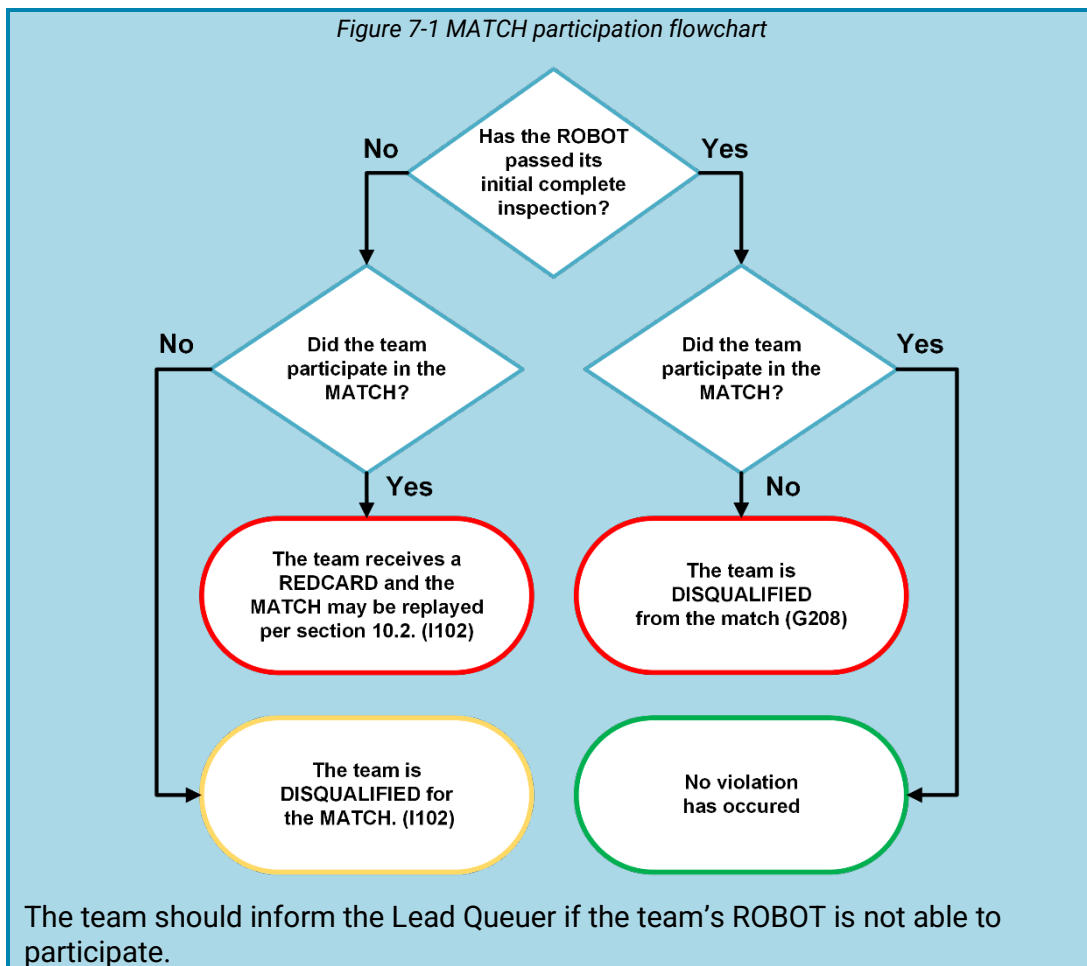 Figure 7-1 MATCH participation flowchart
Has the ROBOT
passed its
initial complete
inspection?
No
Yes
Did the team
participate in the
MATCH?
No
Yes
Did the team
participate in the
MATCH?
Yes
No
The team receives a
REDCARD and the
MATCH may be replayed
per section 10.2. (I102)
The team is
DISQUALIFIED
from the match (G208)
The team is
DISQUALIFIED for
the MATCH. (I102)
No violation
has occured
The team should inform the Lead Queuer if the team's ROBOT is not able to
participate.